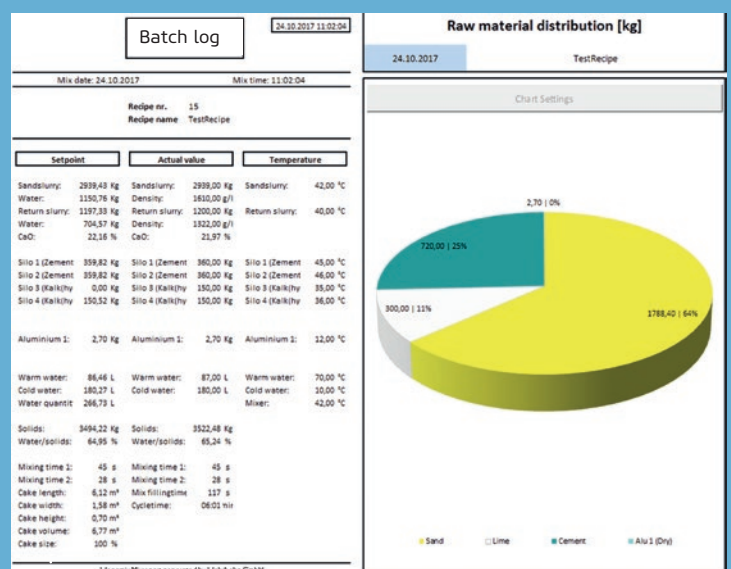 Batch log
24.10.2017 11:02:04
Mix date: 24.10.2017 Mix time: 11:02:04
Recipe nr. 15
Recipe name TestRecipe
Setpoint Actual value Temperature
Sandslurry: 2939,43 Kg Sandslurry: 2939,00 Kg Sandslurry: 42,00 °C
Water: 1150,76 Kg Density: 1610,00 g/l
Return slurry: 1197,33 Kg Return slurry: 1200,00 Kg Return slurry: 40,00 °C
Water: 704,57 Kg Density: 1322,00 g/l
CaO: 22,16 % CaO: 21,97 %
Silo 1 (Zement 359,82 Kg Silo 1 (Zement 360,00 Kg Silo 1 (Zement 45,00 °C
Silo 2 (Zement 359,82 Kg Silo 2 (Zement 360,00 Kg Silo 2 (Zement 46,00 °C
Silo 3 (Kalk(hy 0,00 Kg Silo 3 (Kalk(hy 150,00 Kg Silo 3 (Kalk(hy 35,00 °C
Silo 4 (Kalk(hy 150,52 Kg Silo 4 (Kalk(hy 150,00 Kg Silo 4 (Kalk(hy 36,00 °C
Aluminium 1: 2,70 Kg Aluminium 1: 2,70 Kg Aluminium 1: 12,00 °C
Warm water: 86,46 L Warm water: 87,00 L Warm water: 70,00 °C
Cold water: 180,27 L Cold water: 180,00 L Cold water: 10,00 °C
Water quantit 266,73 L Mixer: 42,00 °C
Solids: 3494,22 Kg Solids: 3522,48 Kg
Water/solids: 64,95 % Water/solids: 65,24 %
Mixing time 1: 45 s Mixing time 1: 45 s
Mixing time 2: 28 s Mixing time 2: 28 s
Cake length: 6,12 m³ Mix fillingtime 117 s
Cake width: 1,58 m³ Cycletime: 06:01 min
Cake height: 0,70 m³
Cake volume: 6,77 m³
Cake size: 100 %
Raw material distribution [kg]
24.10.2017 TestRecipe
Chart Settings
2,70 | 0%
720,00 | 25%
300,00 | 11%
1788,40 | 64%
Sand Lime Cement Alu 1 (Dry)